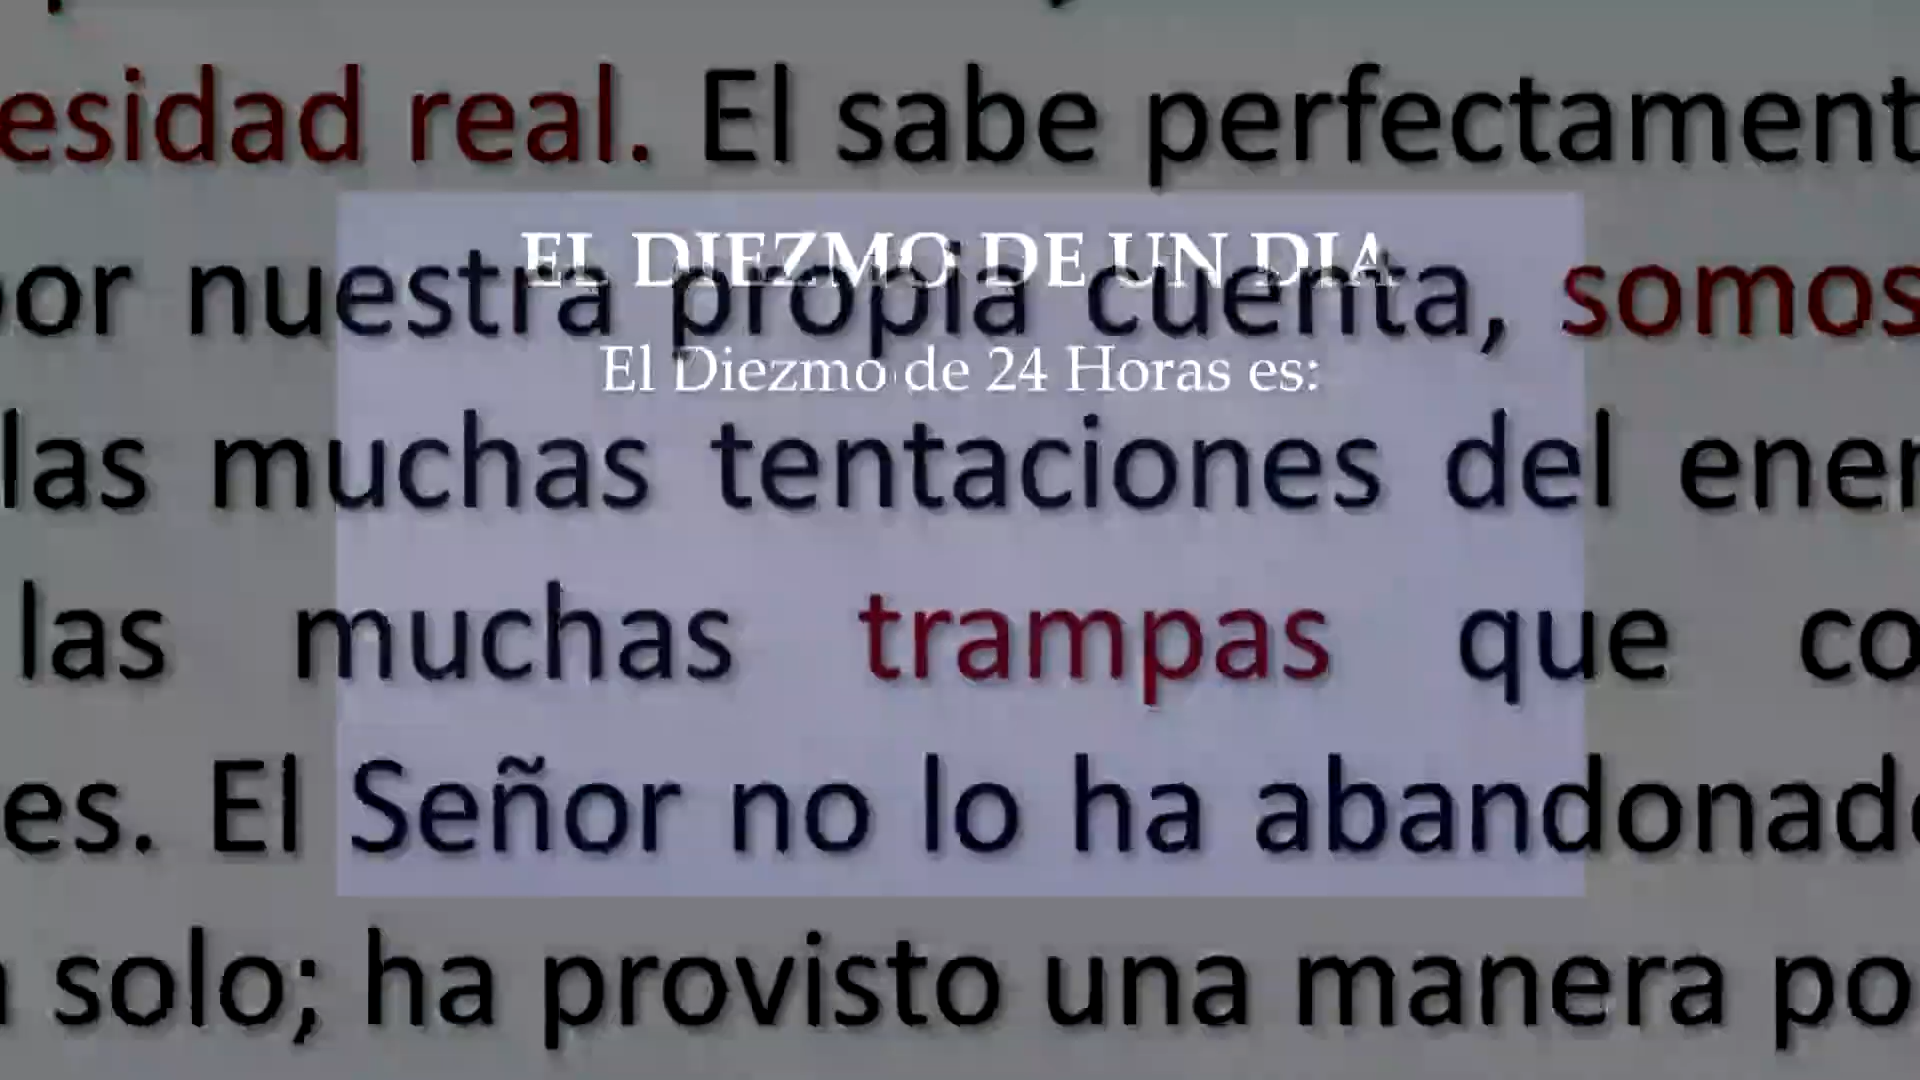 esidad real. El sabe perfectament
EL DIEZMO DE UN DIA
or nuestra propia cuenta, somos
El Diezmo de 24 Horas es:
las muchas tentaciones del ene
las muchas trampas que co
es. El Señor no lo ha abandonad
solo; ha provisto una manera po